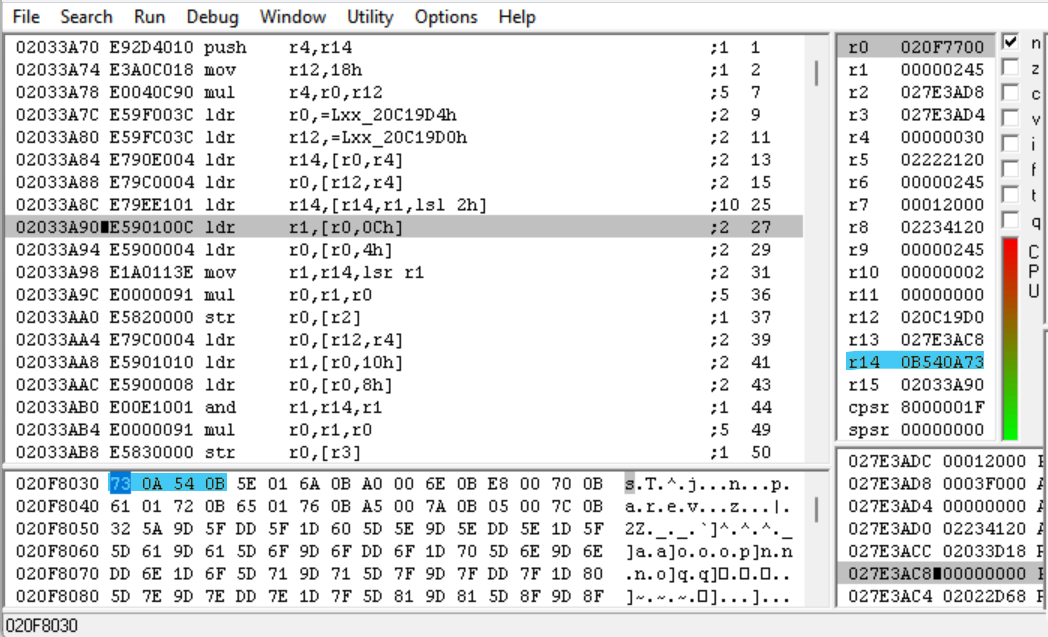 File Search Run Debug Window Utility Options Help
02033A70 E92D4010 push r4,r14 ;1 1
02033A74 E3A0C018 mov r12,18h ;1 2
02033A78 E0040C90 mul r4,r0,r12 ;5 7
02033A7C E59F003C ldr r0,=Lxx_20C19D4h ;2 9
02033A80 E59FC03C ldr r12,=Lxx_20C19D0h ;2 11
02033A84 E790E004 ldr r14,[r0,r4] ;2 13
02033A88 E79C0004 ldr r0,[r12,r4] ;2 15
02033A8C E79EE101 ldr r14,[r14,r1,lsl 2h] ;10 25
02033A90 E590100C ldr r1,[r0,0Ch] ;2 27
02033A94 E5900004 ldr r0,[r0,4h] ;2 29
02033A98 E1A0113E mov r1,r14,lsr r1 ;2 31
02033A9C E0000091 mul r0,r1,r0 ;5 36
02033AA0 E5820000 str r0,[r2] ;1 37
02033AA4 E79C0004 ldr r0,[r12,r4] ;2 39
02033AA8 E5901010 ldr r1,[r0,10h] ;2 41
02033AAC E5900008 ldr r0,[r0,8h] ;2 43
02033AB0 E00E1001 and r1,r14,r1 ;1 44
02033AB4 E0000091 mul r0,r1,r0 ;5 49
02033AB8 E5830000 str r0,[r3] ;1 50
r0 020F7700 n
r1 00000245 z
r2 027E3AD8 c
r3 027E3AD4 v
r4 00000030 i
r5 02222120 f
r6 00000245 t
r7 00012000 q
r8 02234120
r9 00000245 C
r10 00000002 P
r11 00000000 U
r12 020C19D0
r13 027E3AC8
r14 0B540A73
r15 02033A90
cpsr 8000001F
spsr 00000000
020F8030 73 0A 54 0B 5E 01 6A 0B A0 00 6E 0B E8 00 70 0B s.T.^.j...n...p.
020F8040 61 01 72 0B 65 01 76 0B A5 00 7A 0B 05 00 7C 0B a.r.e.v...z...|.
020F8050 32 5A 9D 5F DD 5F 1D 60 5D 5E 9D 5E DD 5E 1D 5F 2Z._._.`]^.^.^._
020F8060 5D 61 9D 61 5D 6F 9D 6F DD 6F 1D 70 5D 6E 9D 6E ]a.a]o.o.o.p]n.n
020F8070 DD 6E 1D 6F 5D 71 9D 71 5D 7F 9D 7F DD 7F 1D 80 .n.o]q.q]□.□.□..
020F8080 5D 7E 9D 7E DD 7E 1D 7F 5D 81 9D 81 5D 8F 9D 8F ]~.~.~.□]...]...
027E3ADC 00012000
027E3AD8 0003F000
027E3AD4 00000000
027E3AD0 02234120
027E3ACC 02033D18
027E3AC8 00000000
027E3AC4 02022D68
020F8030